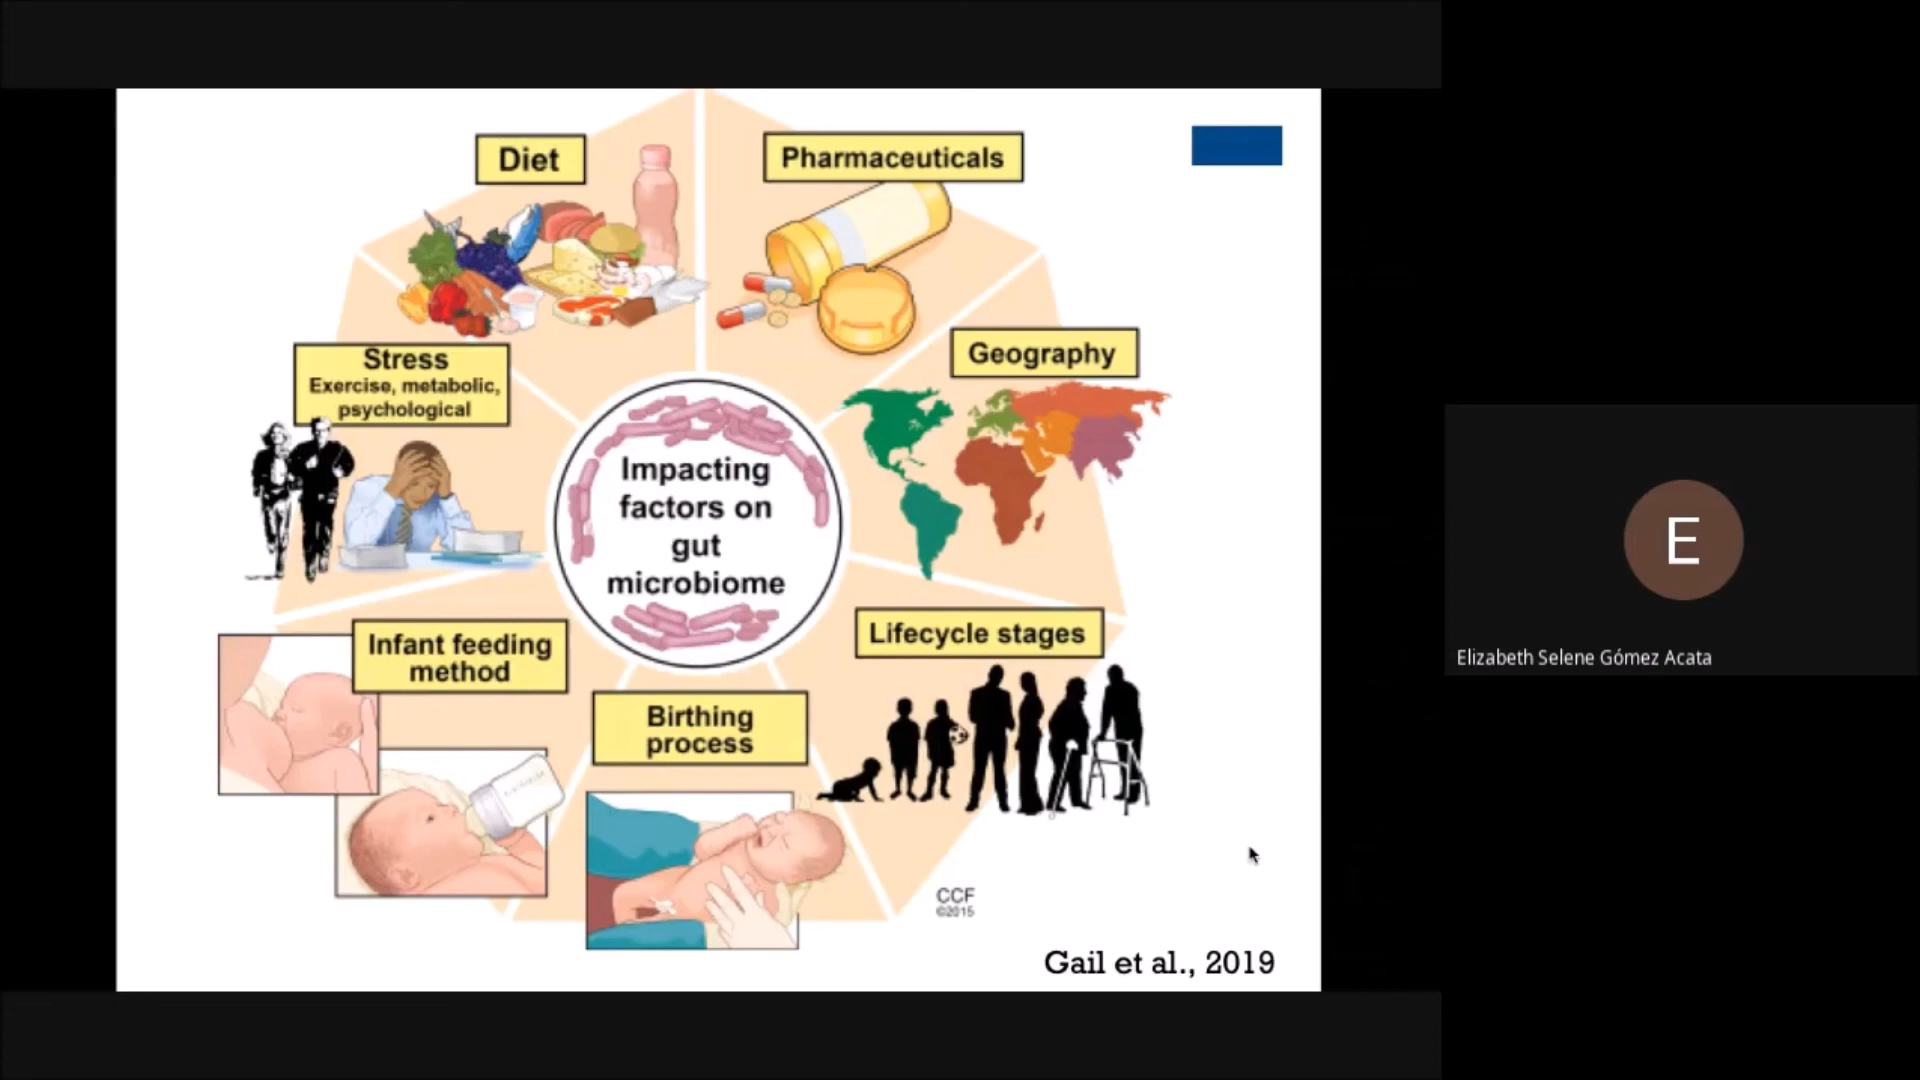 Diet
Pharmaceuticals
Stress
Exercise, metabolic,
psychological
Geography
Impacting
factors on
gut
microbiome
Infant feeding
method
Lifecycle stages
Birthing
process
CCF
©2015
Gail et al., 2019
E
Elizabeth Selene Gómez Acata